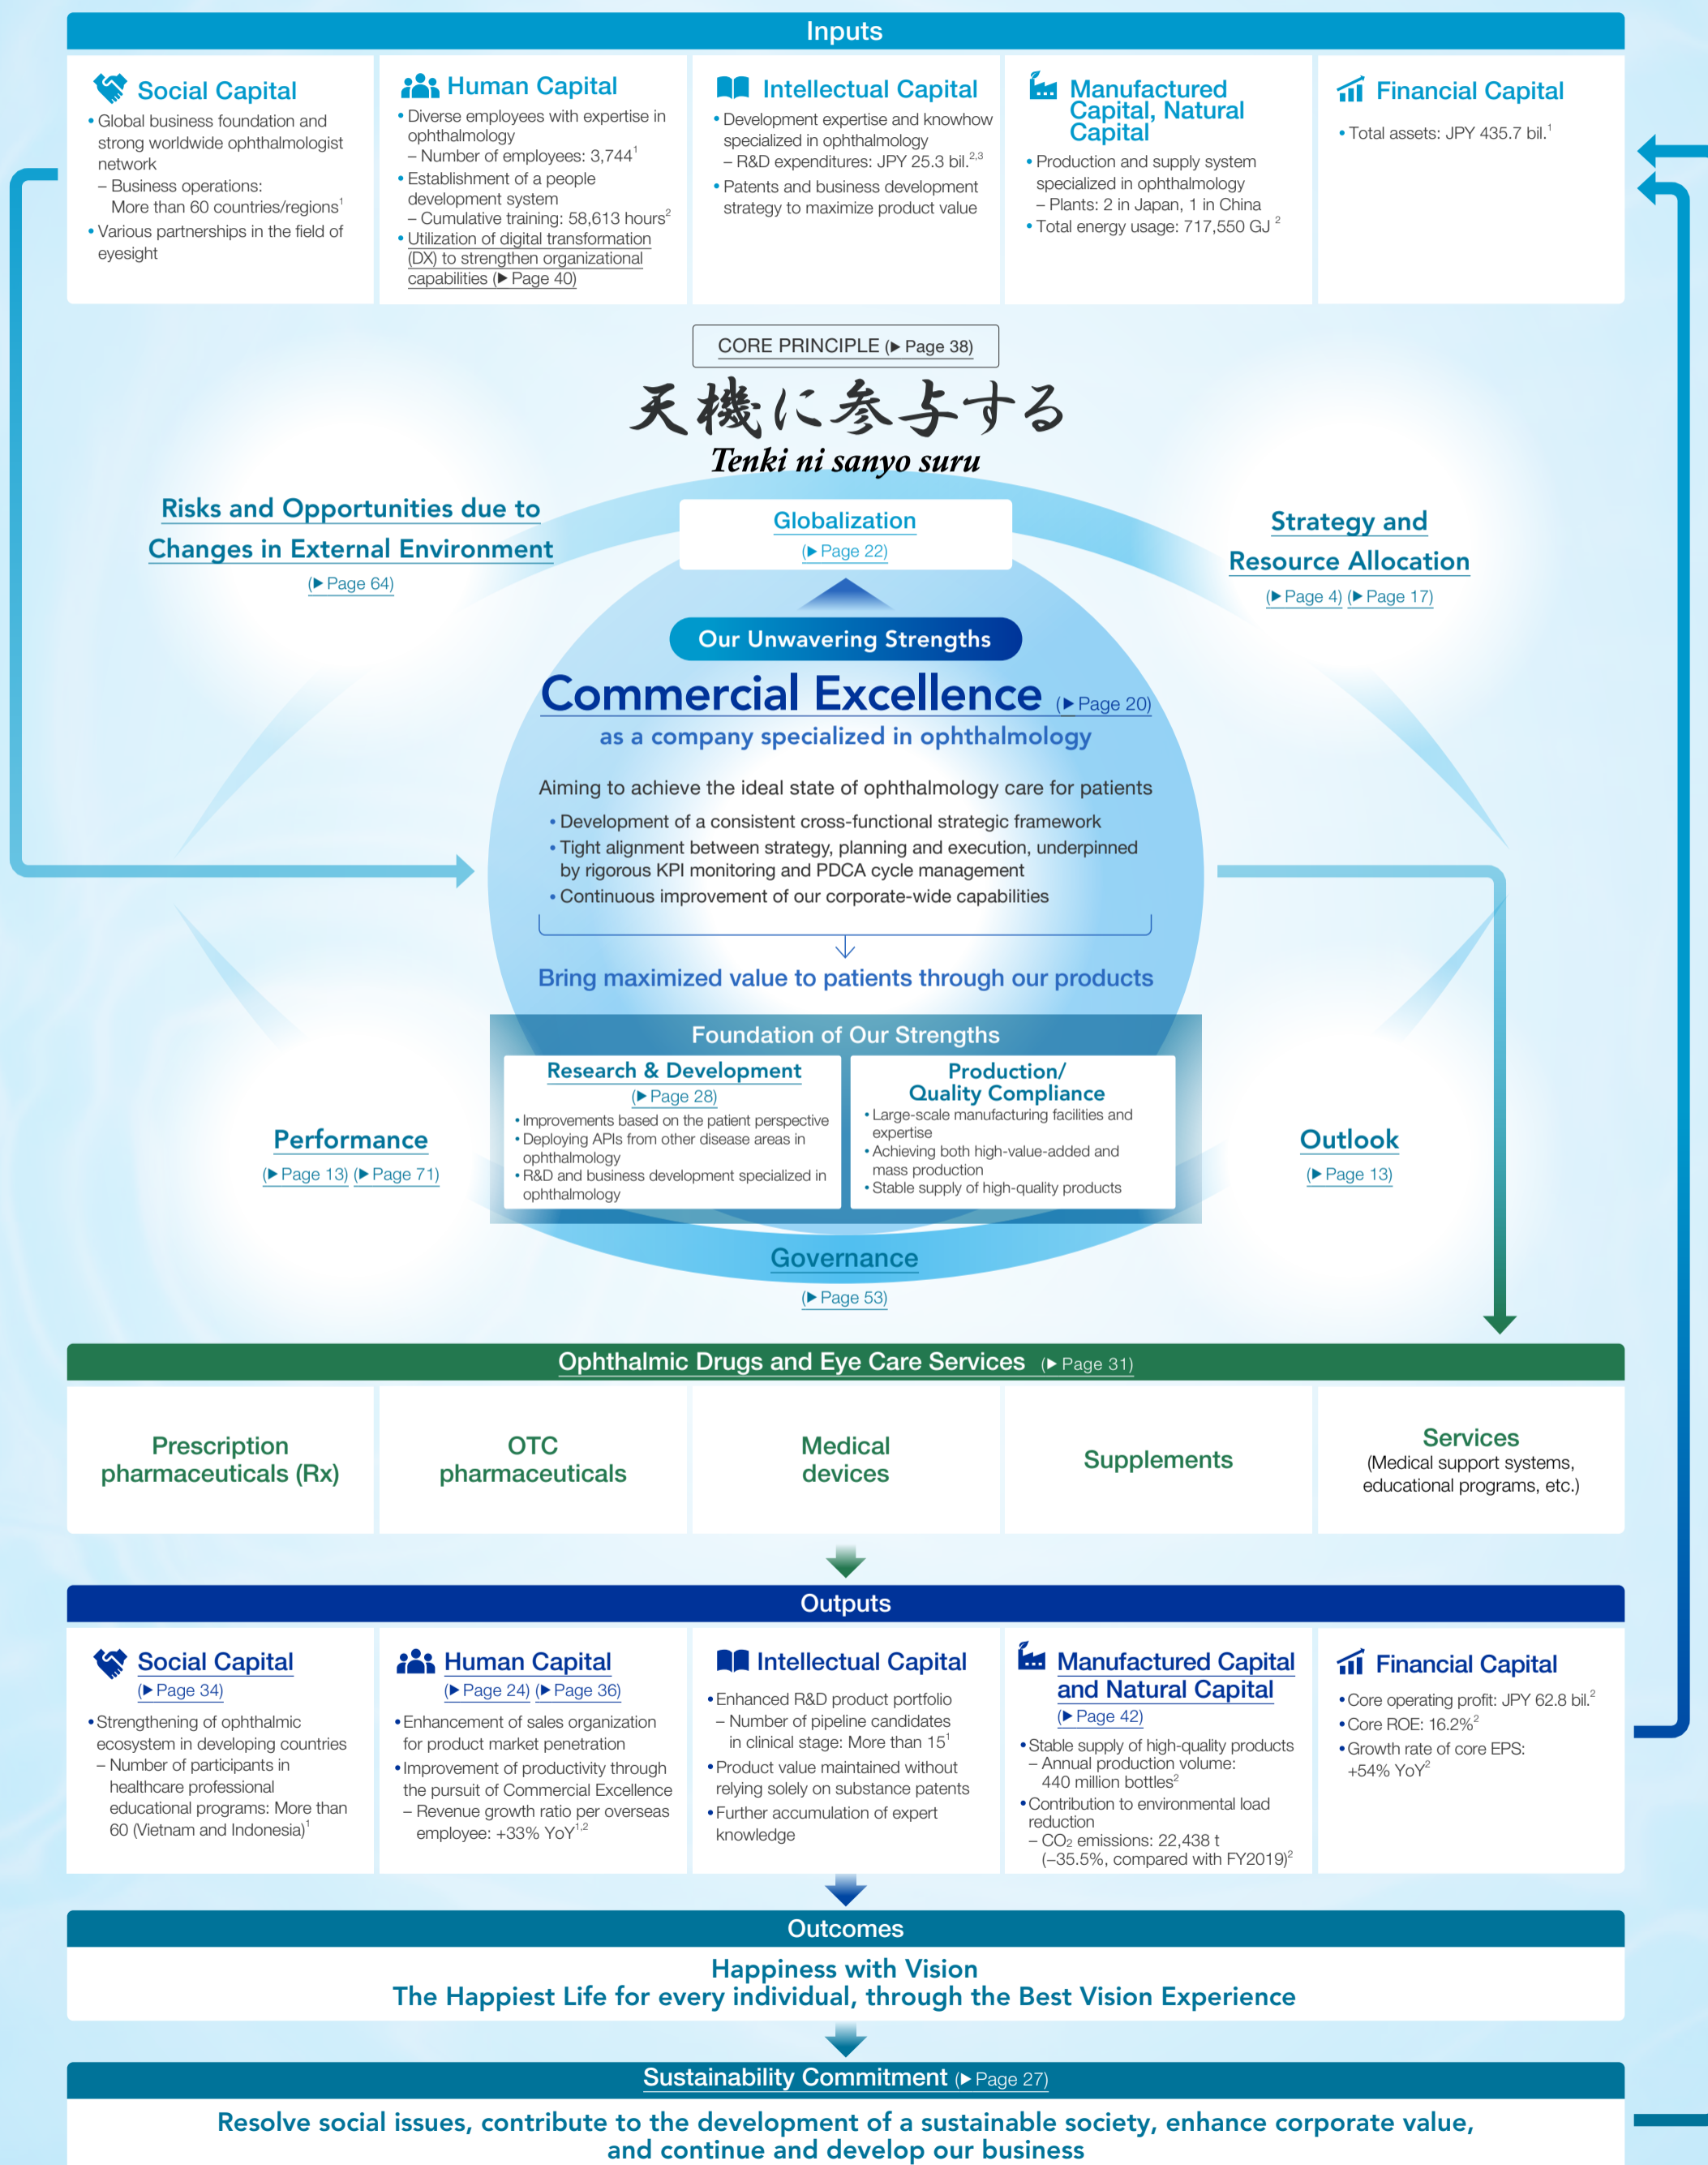 Inputs
Social Capital
• Global business foundation and
strong worldwide ophthalmologist
network
– Business operations:
More than 60 countries/regions1
• Various partnerships in the field of
eyesight
Human Capital
• Diverse employees with expertise in
ophthalmology
– Number of employees: 3,7441
• Establishment of a people
development system
– Cumulative training: 58,613 hours2
• Utilization of digital transformation
(DX) to strengthen organizational
capabilities (▶ Page 40)
Intellectual Capital
• Development expertise and knowhow
specialized in ophthalmology
– R&D expenditures: JPY 25.3 bil.2,3
• Patents and business development
strategy to maximize product value
Manufactured
Capital, Natural
Capital
• Production and supply system
specialized in ophthalmology
– Plants: 2 in Japan, 1 in China
• Total energy usage: 717,550 GJ 2
Financial Capital
• Total assets: JPY 435.7 bil.1
CORE PRINCIPLE (▶ Page 38)
天機に参与する
Tenki ni sanyo suru
Risks and Opportunities due to
Changes in External Environment
(▶ Page 64)
Globalization
(▶ Page 22)
Strategy and
Resource Allocation
(▶ Page 4) (▶ Page 17)
Our Unwavering Strengths
Commercial Excellence (▶ Page 20)
as a company specialized in ophthalmology
Aiming to achieve the ideal state of ophthalmology care for patients
• Development of a consistent cross-functional strategic framework
• Tight alignment between strategy, planning and execution, underpinned
by rigorous KPI monitoring and PDCA cycle management
• Continuous improvement of our corporate-wide capabilities
Bring maximized value to patients through our products
Foundation of Our Strengths
Research & Development
(▶ Page 28)
• Improvements based on the patient perspective
• Deploying APIs from other disease areas in
ophthalmology
• R&D and business development specialized in
ophthalmology
Production/
Quality Compliance
• Large-scale manufacturing facilities and
expertise
• Achieving both high-value-added and
mass production
• Stable supply of high-quality products
Performance
(▶ Page 13) (▶ Page 71)
Outlook
(▶ Page 13)
Governance
(▶ Page 53)
Ophthalmic Drugs and Eye Care Services (▶ Page 31)
Prescription
pharmaceuticals (Rx)
OTC
pharmaceuticals
Medical
devices
Supplements
Services
(Medical support systems,
educational programs, etc.)
Outputs
Social Capital
(▶ Page 34)
• Strengthening of ophthalmic
ecosystem in developing countries
– Number of participants in
healthcare professional
educational programs: More than
60 (Vietnam and Indonesia)1
Human Capital
(▶ Page 24) (▶ Page 36)
• Enhancement of sales organization
for product market penetration
• Improvement of productivity through
the pursuit of Commercial Excellence
– Revenue growth ratio per overseas
employee: +33% YoY1,2
Intellectual Capital
• Enhanced R&D product portfolio
– Number of pipeline candidates
in clinical stage: More than 151
• Product value maintained without
relying solely on substance patents
• Further accumulation of expert
knowledge
Manufactured Capital
and Natural Capital
(▶ Page 42)
• Stable supply of high-quality products
– Annual production volume:
440 million bottles2
• Contribution to environmental load
reduction
– CO2 emissions: 22,438 t
(–35.5%, compared with FY2019)2
Financial Capital
• Core operating profit: JPY 62.8 bil.2
• Core ROE: 16.2%2
• Growth rate of core EPS:
+54% YoY2
Outcomes
Happiness with Vision
The Happiest Life for every individual, through the Best Vision Experience
Sustainability Commitment (▶ Page 27)
Resolve social issues, contribute to the development of a sustainable society, enhance corporate value,
and continue and develop our business